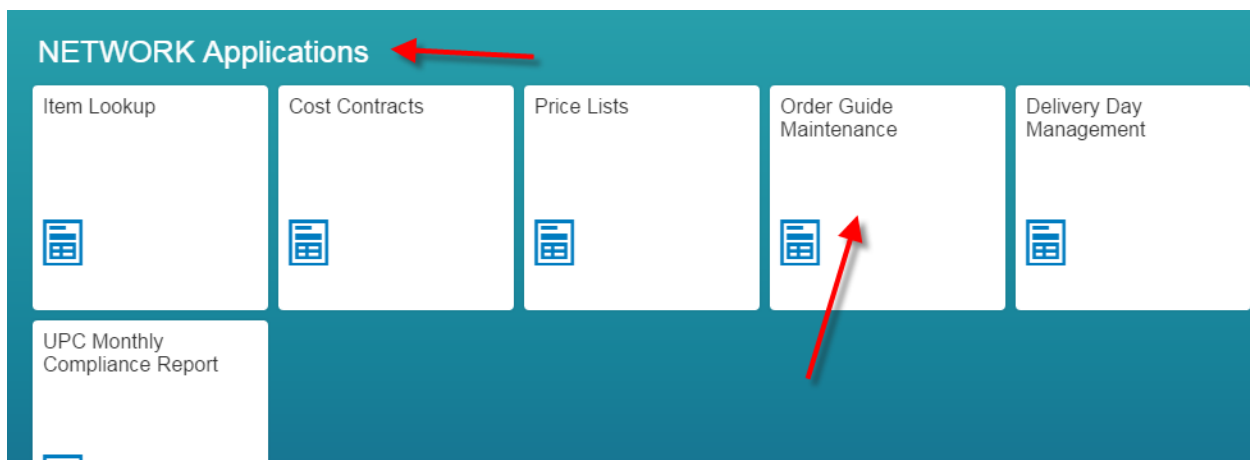 NETWORK Applications
Item Lookup
Cost Contracts
Price Lists
Order Guide
Maintenance
Delivery Day
Management
UPC Monthly
Compliance Report